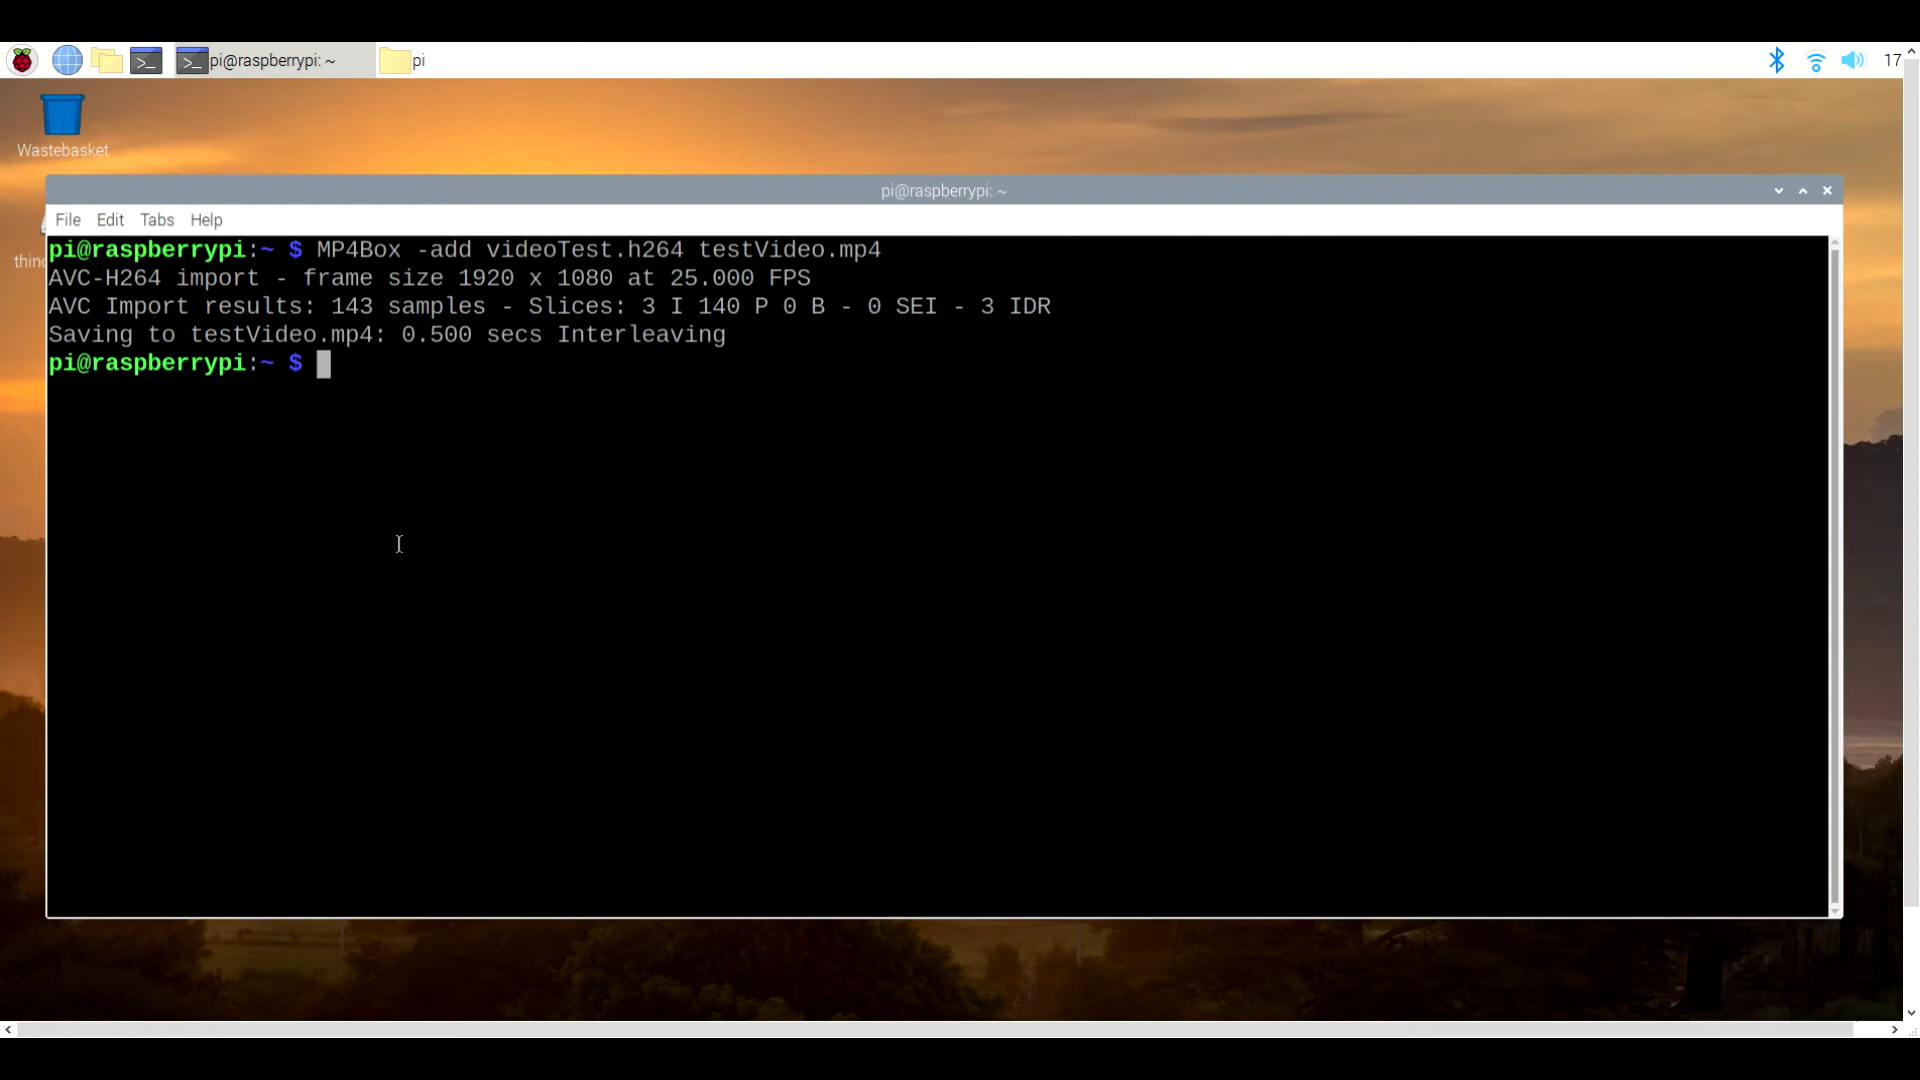 pi@raspberrypi: ~
pi
17
Wastebasket
pi@raspberrypi: ~
File Edit Tabs Help
pi@raspberrypi:~ $ MP4Box -add videoTest.h264 testVideo.mp4
AVC-H264 import - frame size 1920 x 1080 at 25.000 FPS
AVC Import results: 143 samples - Slices: 3 I 140 P 0 B - 0 SEI - 3 IDR
Saving to testVideo.mp4: 0.500 secs Interleaving
pi@raspberrypi:~ $